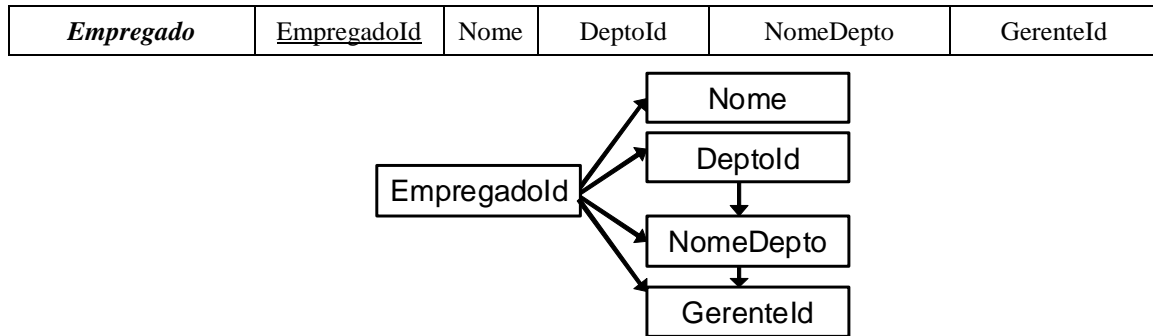 Empregado EmpregadoId Nome DeptoId NomeDepto GerenteId
Nome
DeptoId
EmpregadoId
NomeDepto
GerenteId